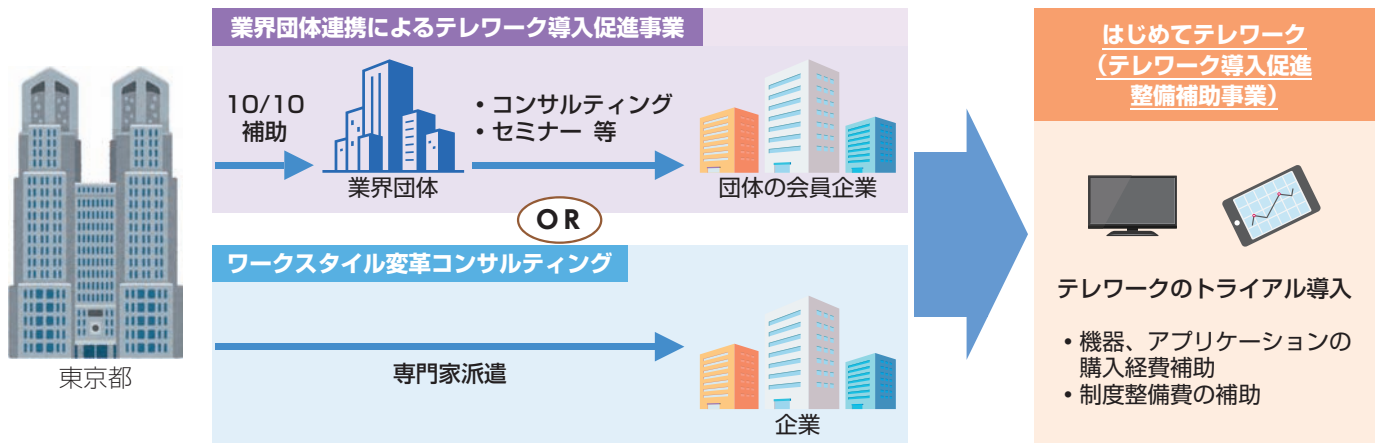 業界団体連携によるテレワーク導入促進事業
10/10
補助
業界団体
・コンサルティング
・セミナー 等
団体の会員企業
OR
ワークスタイル変革コンサルティング
東京都
専門家派遣
企業
はじめてテレワーク
（テレワーク導入促進
整備補助事業）
テレワークのトライアル導入
・機器、アプリケーションの
購入経費補助
・制度整備費の補助